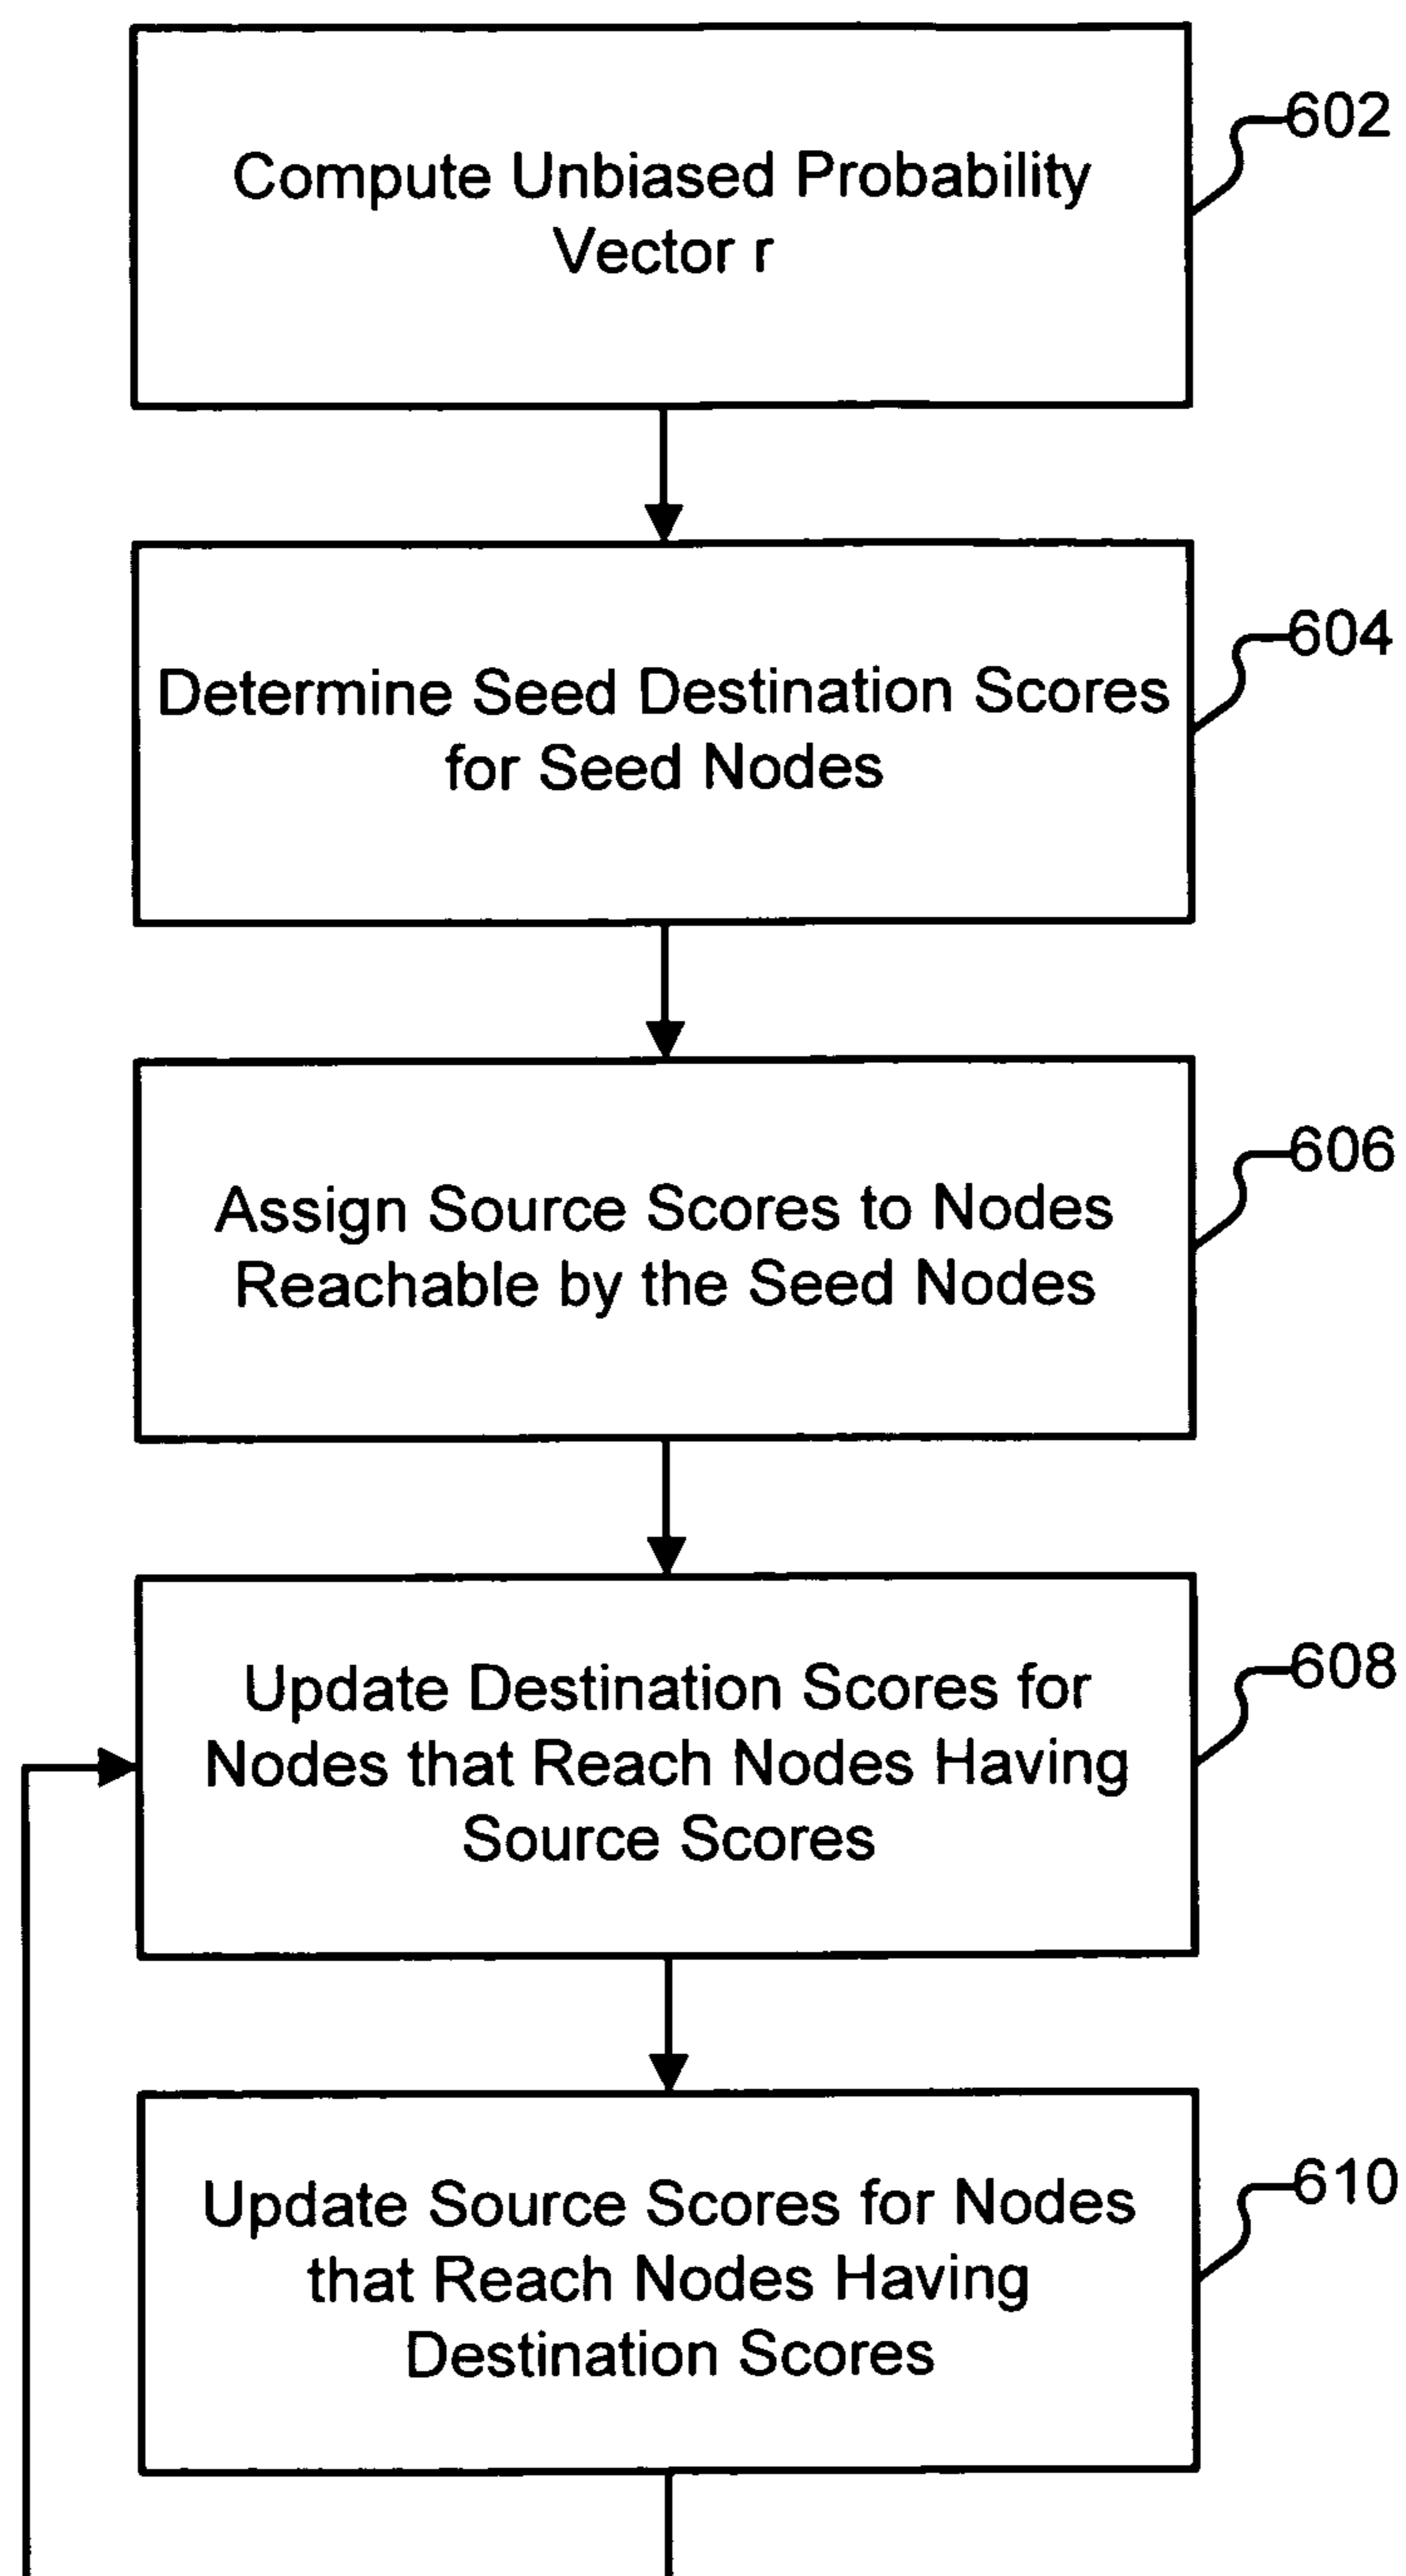 Compute Unbiased Probability
Vector r
602
Determine Seed Destination Scores
for Seed Nodes
604
Assign Source Scores to Nodes
Reachable by the Seed Nodes
606
Update Destination Scores for
Nodes that Reach Nodes Having
Source Scores
608
Update Source Scores for Nodes
that Reach Nodes Having
Destination Scores
610